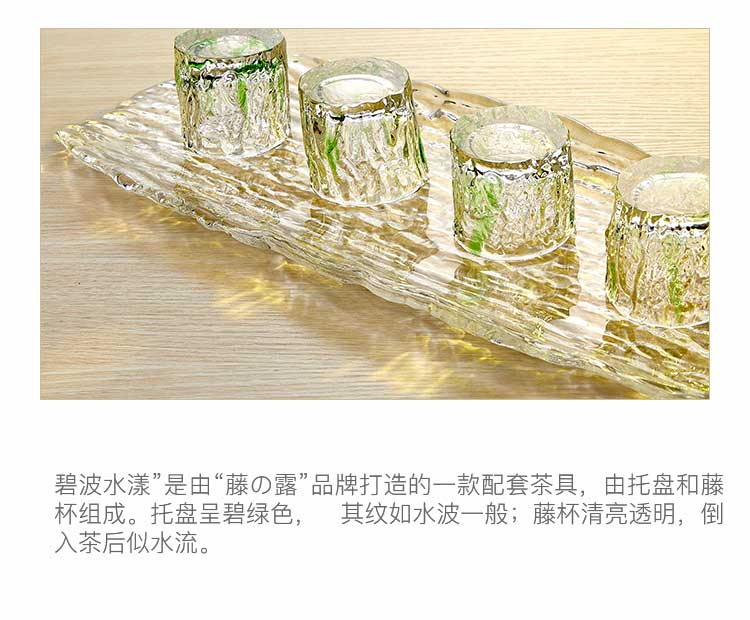 碧波水漾”是由“藤の露”品牌打造的一款配套茶具，由托盘和藤
杯组成。托盘呈碧绿色，　其纹如水波一般；藤杯清亮透明，倒
入茶后似水流。